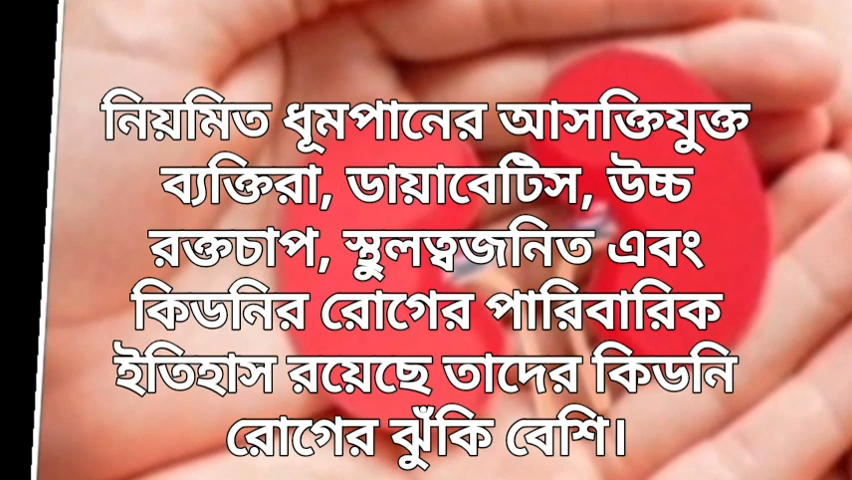 নিয়মিত ধূমপানের আসক্তিযুক্ত
ব্যক্তিরা, ডায়াবেটিস, উচ্চ
রক্তচাপ, স্থুলত্বজনিত এবং
কিডনির রোগের পারিবারিক
ইতিহাস রয়েছে তাদের কিডনি
রোগের ঝুঁকি বেশি।